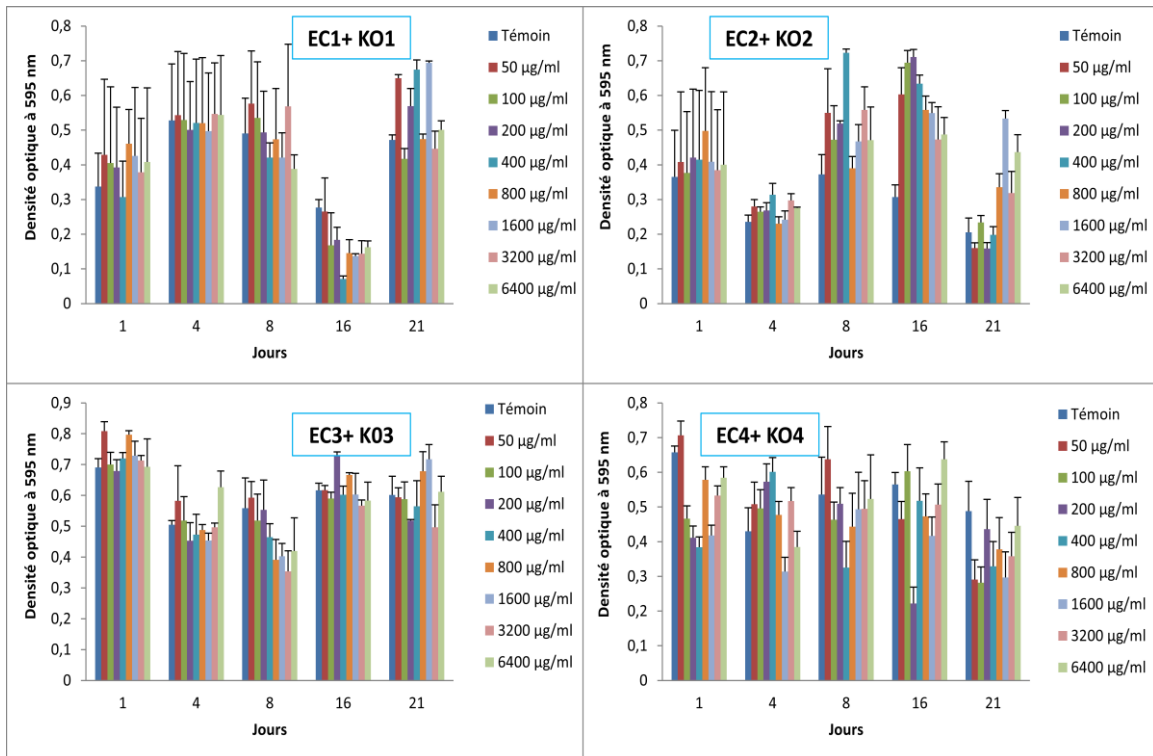 EC1+ KO1
Densité optique à 595 nm
0,8
0,7
0,6
0,5
0,4
0,3
0,2
0,1
0
1 4 8 16 21
Jours
Témoin
50 µg/ml
100 µg/ml
200 µg/ml
400 µg/ml
800 µg/ml
1600 µg/ml
3200 µg/ml
6400 µg/ml
EC2+ KO2
Densité optique à 595 nm
0,8
0,7
0,6
0,5
0,4
0,3
0,2
0,1
0
1 4 8 16 21
Jours
Témoin
50 µg/ml
100 µg/ml
200 µg/ml
400 µg/ml
800 µg/ml
1600 µg/ml
3200 µg/ml
6400 µg/ml
EC3+ K03
Densité optique à 595 nm
0,9
0,8
0,7
0,6
0,5
0,4
0,3
0,2
0,1
0
1 4 8 16 21
Jours
Témoin
50 µg/ml
100 µg/ml
200 µg/ml
400 µg/ml
800 µg/ml
1600 µg/ml
3200 µg/ml
6400 µg/ml
EC4+ KO4
Densité optique à 595 nm
0,8
0,7
0,6
0,5
0,4
0,3
0,2
0,1
0
1 4 8 16 21
Jours
Témoin
50 µg/ml
100 µg/ml
200 µg/ml
400 µg/ml
800 µg/ml
1600 µg/ml
3200 µg/ml
6400 µg/ml